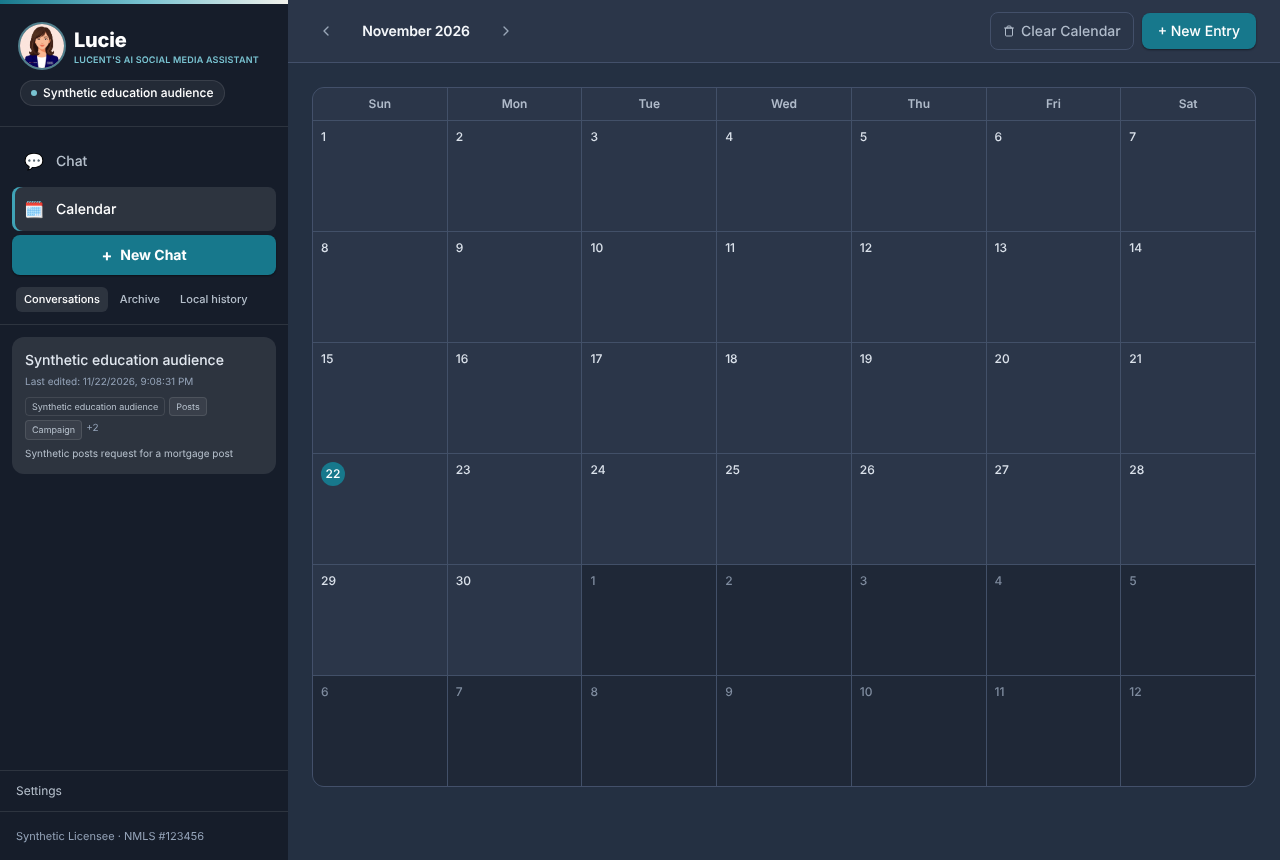 Lucie
LUCENT'S AI SOCIAL MEDIA ASSISTANT
Synthetic education audience
Chat
Calendar
+ New Chat
Conversations Archive Local history
Synthetic education audience
Last edited: 11/22/2026, 9:08:31 PM
Synthetic education audience Posts
Campaign +2
Synthetic posts request for a mortgage post
Settings
Synthetic Licensee · NMLS #123456
November 2026
Clear Calendar
+ New Entry
Sun Mon Tue Wed Thu Fri Sat
1 2 3 4 5 6 7
8 9 10 11 12 13 14
15 16 17 18 19 20 21
22 23 24 25 26 27 28
29 30 1 2 3 4 5
6 7 8 9 10 11 12